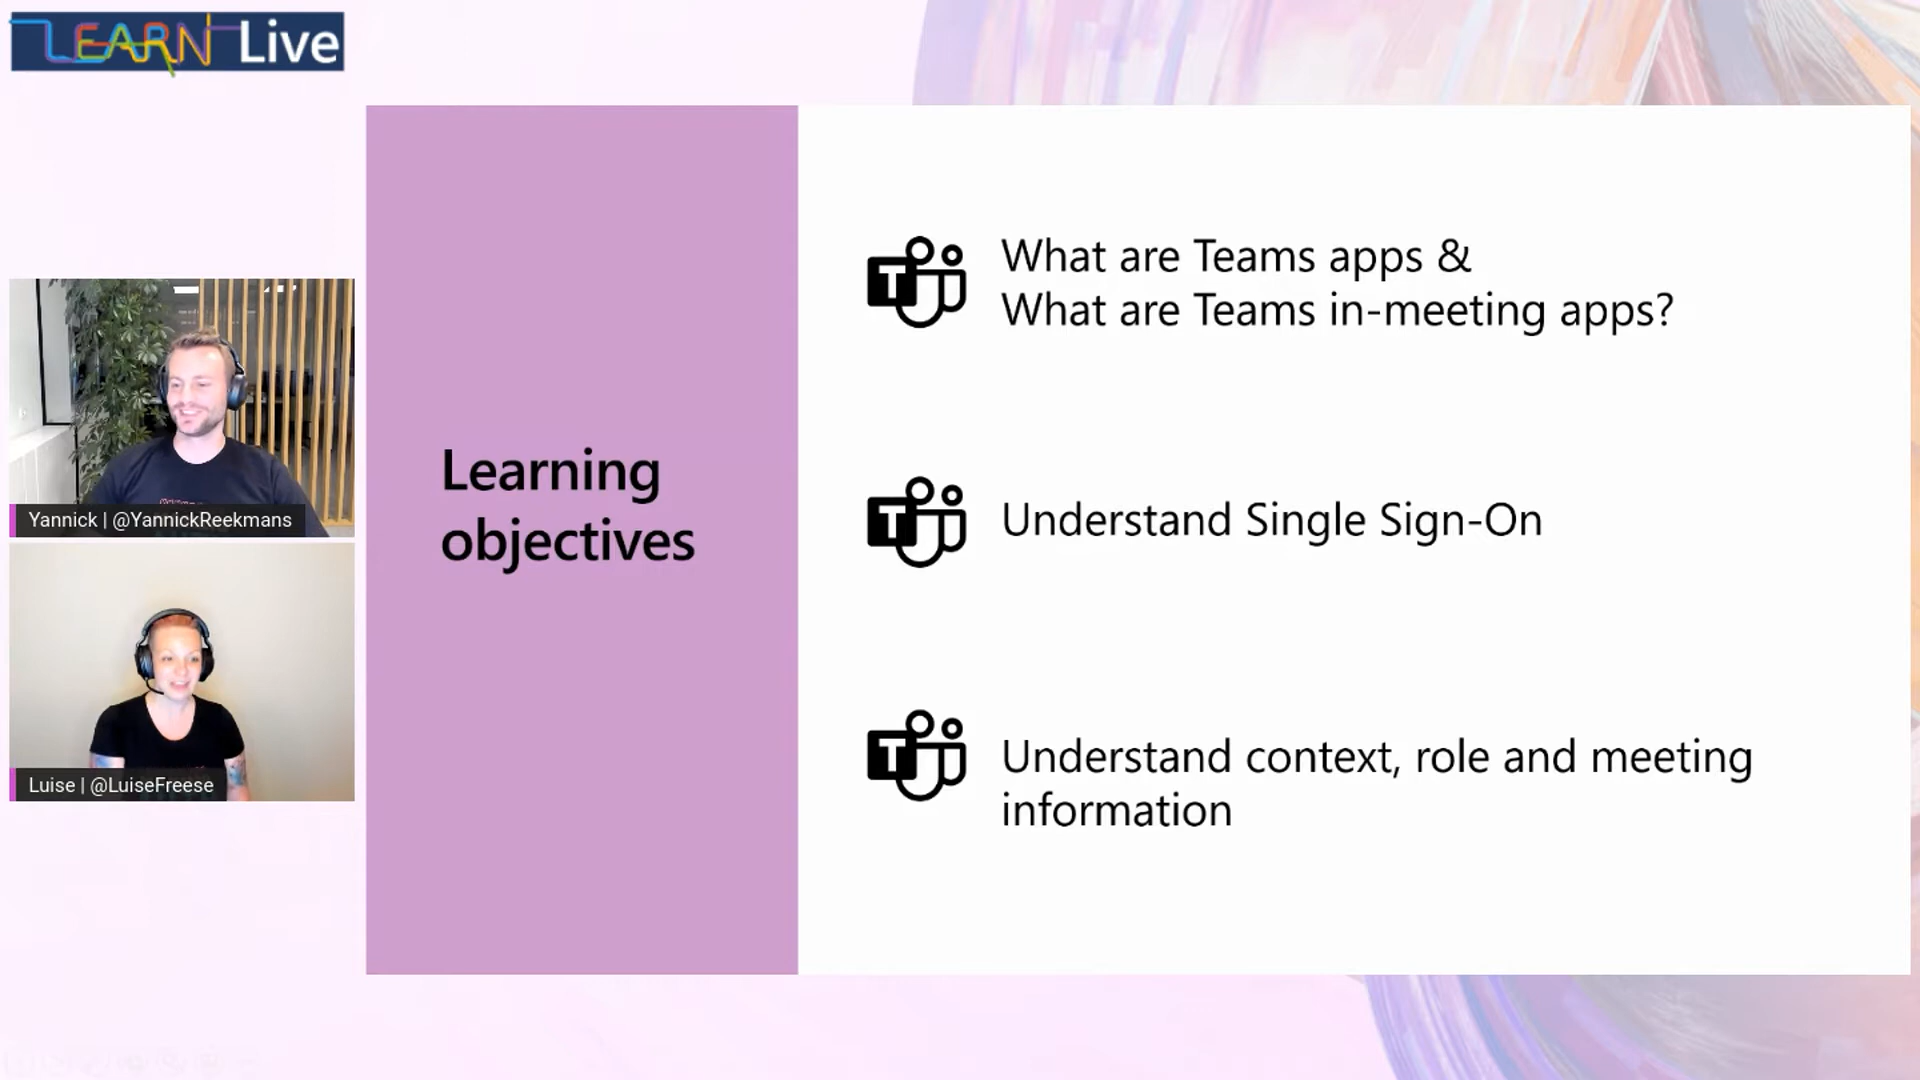 LEARN Live
Yannick | @YannickReekmans
Luise | @LuiseFreese
Learning
objectives
T
What are Teams apps &
What are Teams in-meeting apps?
T
Understand Single Sign-On
T
Understand context, role and meeting
information